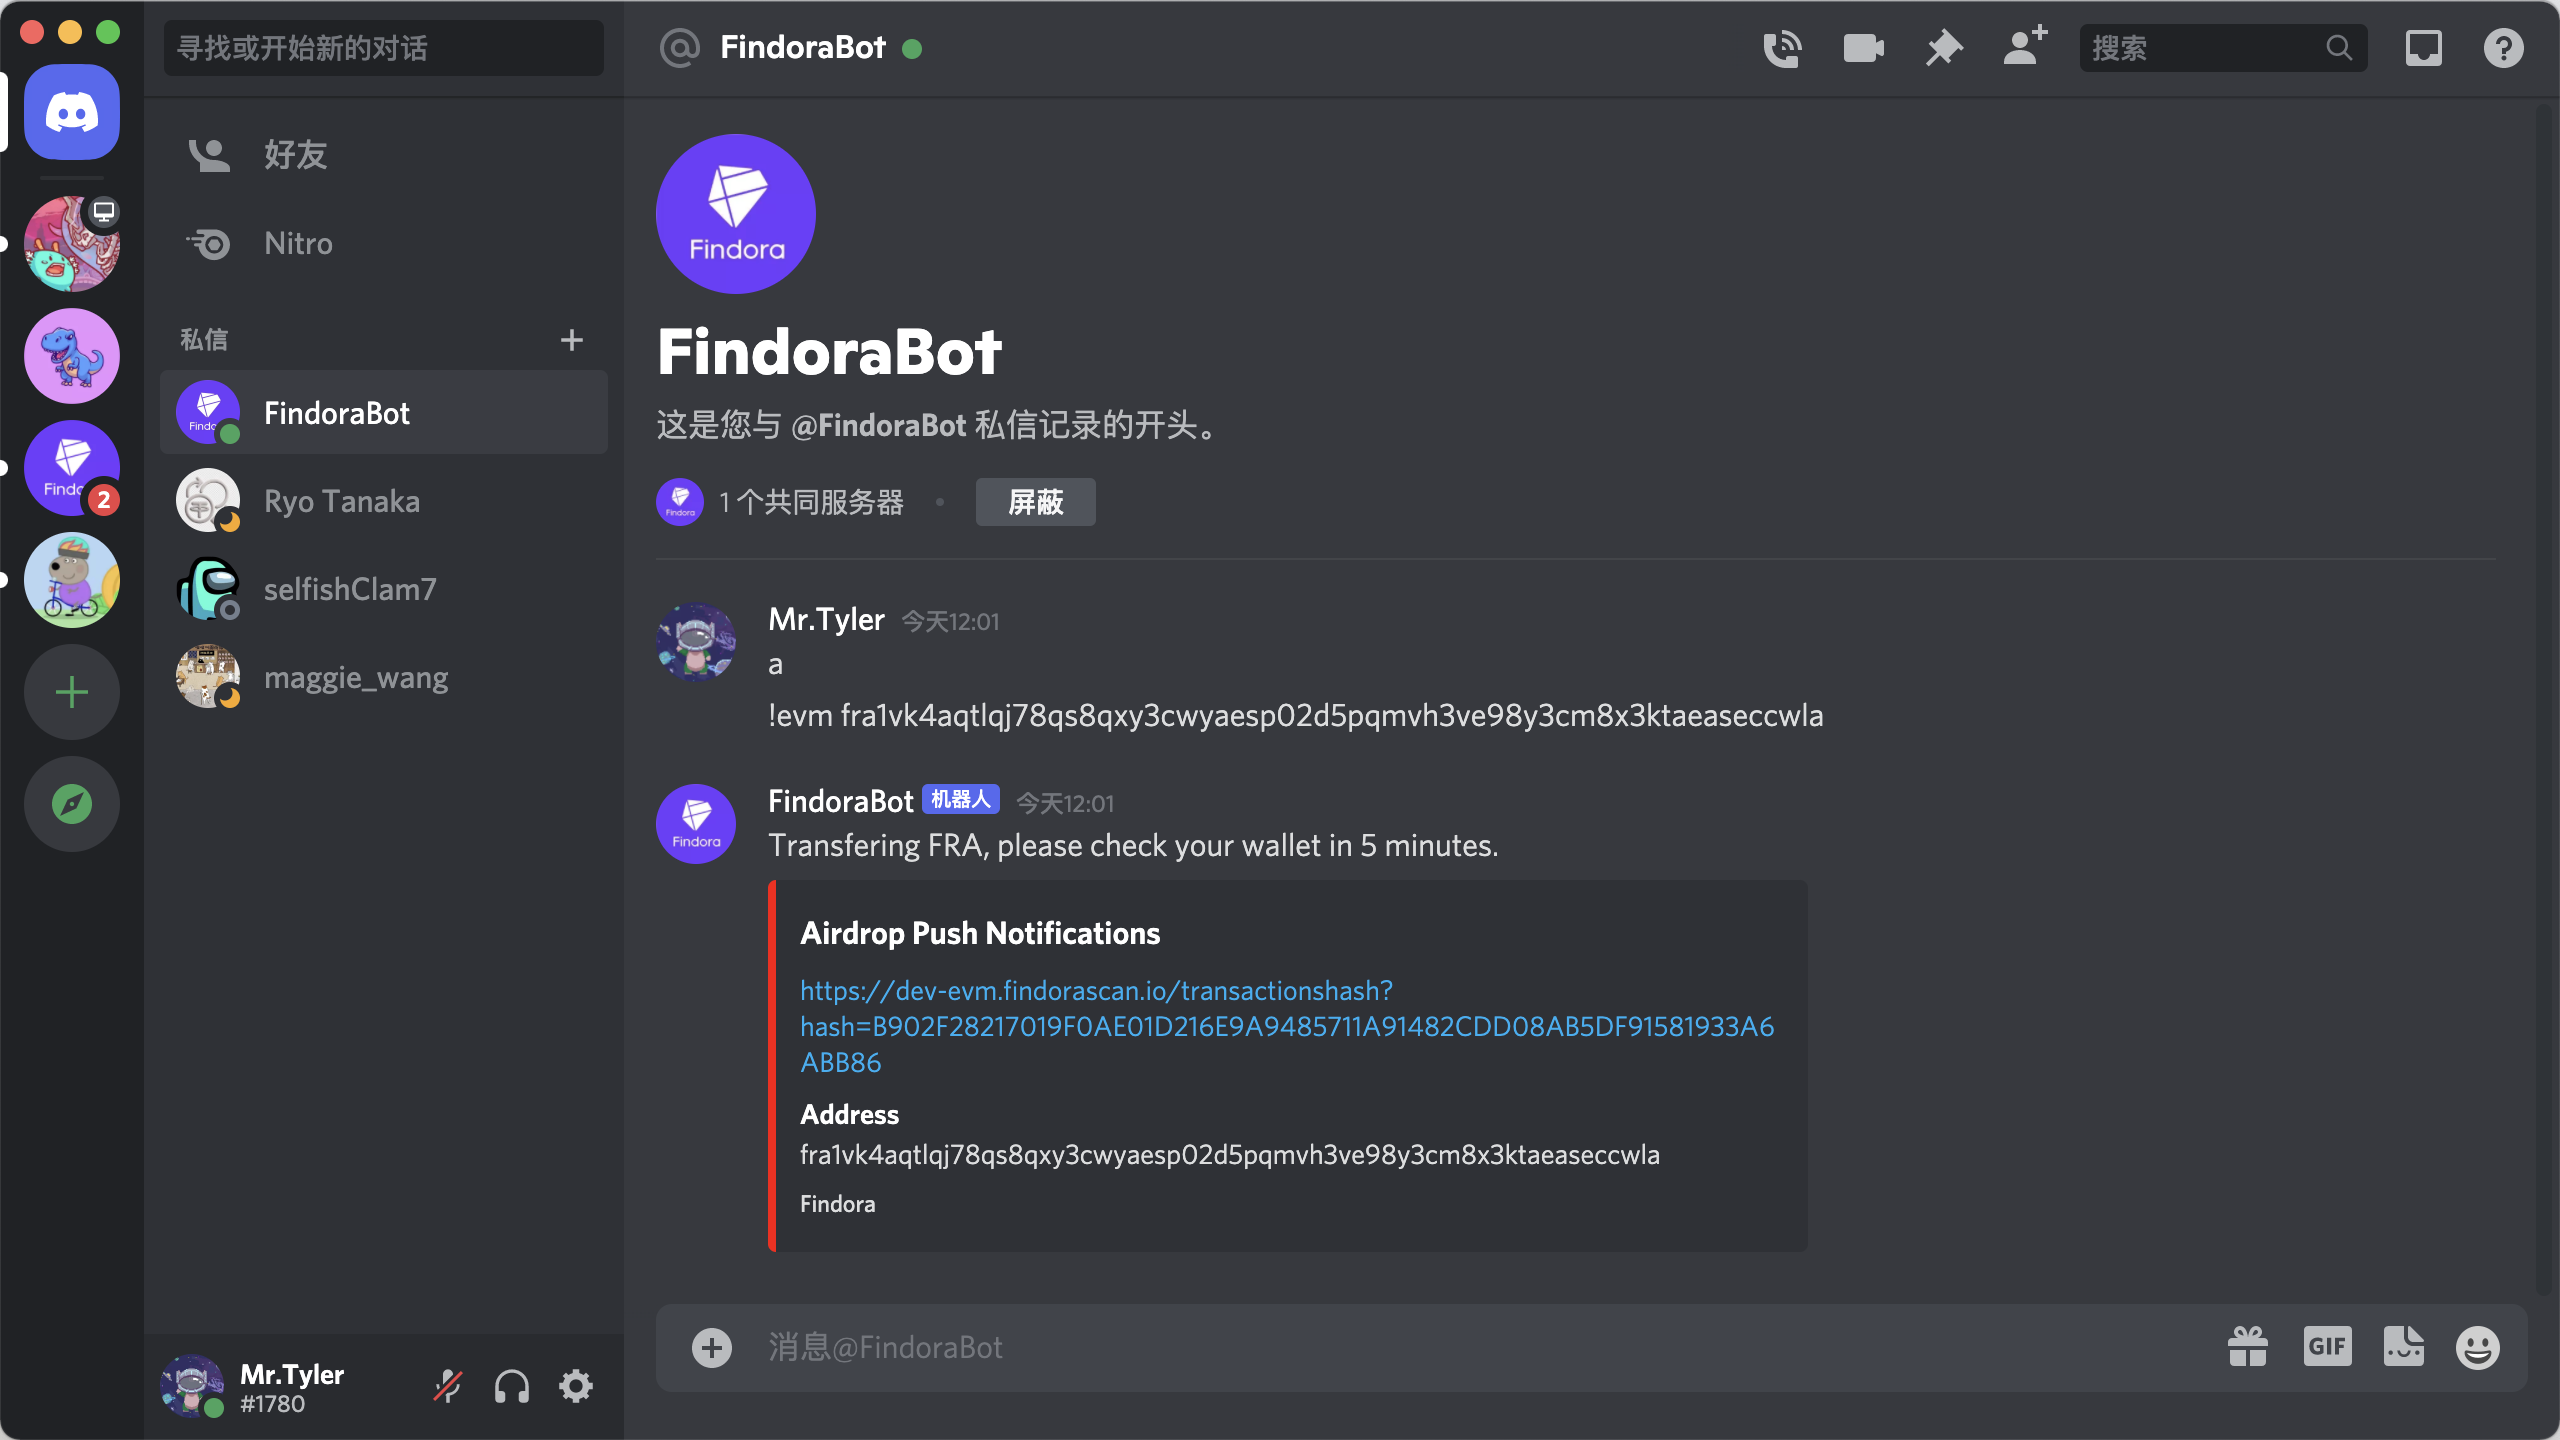 寻找或开始新的对话
好友
Nitro
私信
FindoraBot
Ryo Tanaka
selfishClam7
maggie_wang
2
Mr.Tyler
#1780
FindoraBot
搜索
Findora
FindoraBot
这是您与 @FindoraBot 私信记录的开头。
Findora
1 个共同服务器
屏蔽
Mr.Tyler 今天12:01
a
!evm fra1vk4aqtlqj78qs8qxy3cwyaesp02d5pqmvh3ve98y3cm8x3ktaeaseccwla
Findora
FindoraBot 机器人 今天12:01
Transfering FRA, please check your wallet in 5 minutes.
Airdrop Push Notifications
https://dev-evm.findorascan.io/transactionshash?
hash=B902F28217019F0AE01D216E9A9485711A91482CDD08AB5DF91581933A6
ABB86
Address
fra1vk4aqtlqj78qs8qxy3cwyaesp02d5pqmvh3ve98y3cm8x3ktaeaseccwla
Findora
消息@FindoraBot
GIF